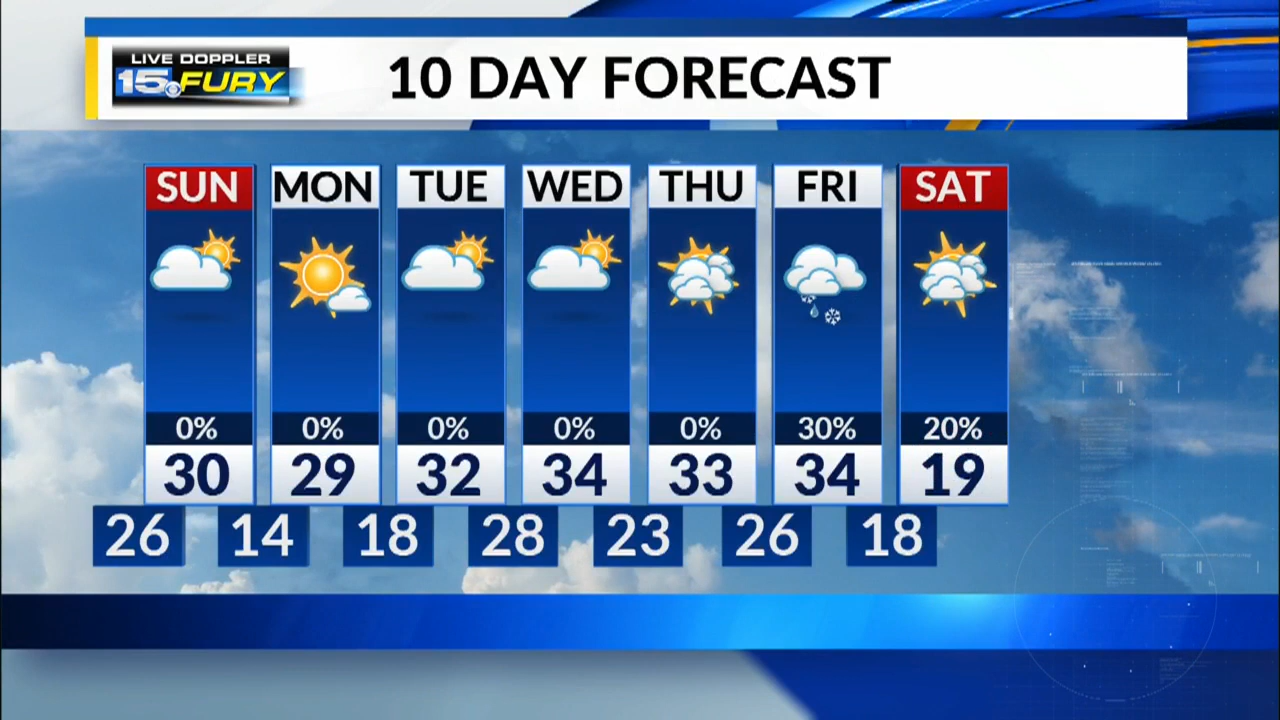 LIVE DOPPLER
15 FURY
10 DAY FORECAST
SUN MON TUE WED THU FRI SAT
0% 0% 0% 0% 0% 30% 20%
30 29 32 34 33 34 19
26 14 18 28 23 26 18